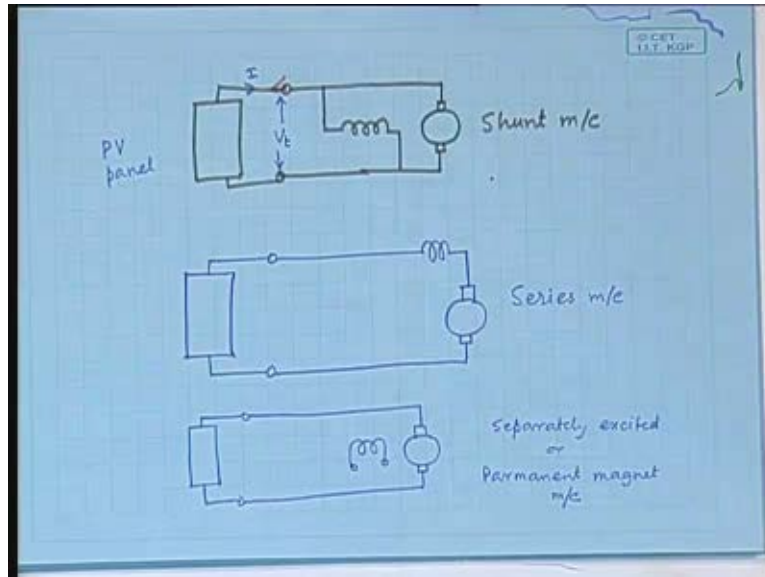 © CET
I.I.T. KGP
I
Vt
PV
panel
Shunt m/c
Series m/c
Separately excited
or
Parmanent magnet
m/c